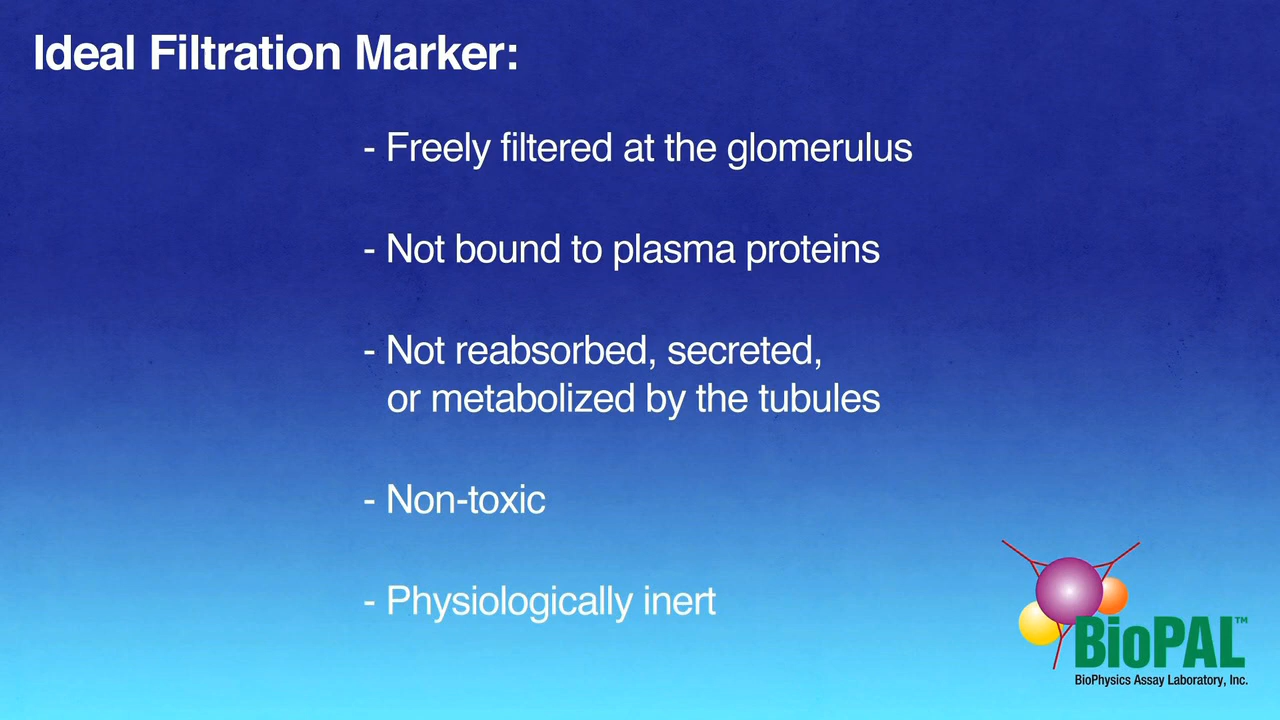 Ideal Filtration Marker:
- Freely filtered at the glomerulus
- Not bound to plasma proteins
- Not reabsorbed, secreted,
or metabolized by the tubules
- Non-toxic
- Physiologically inert
BioPAL™
BioPhysics Assay Laboratory, Inc.